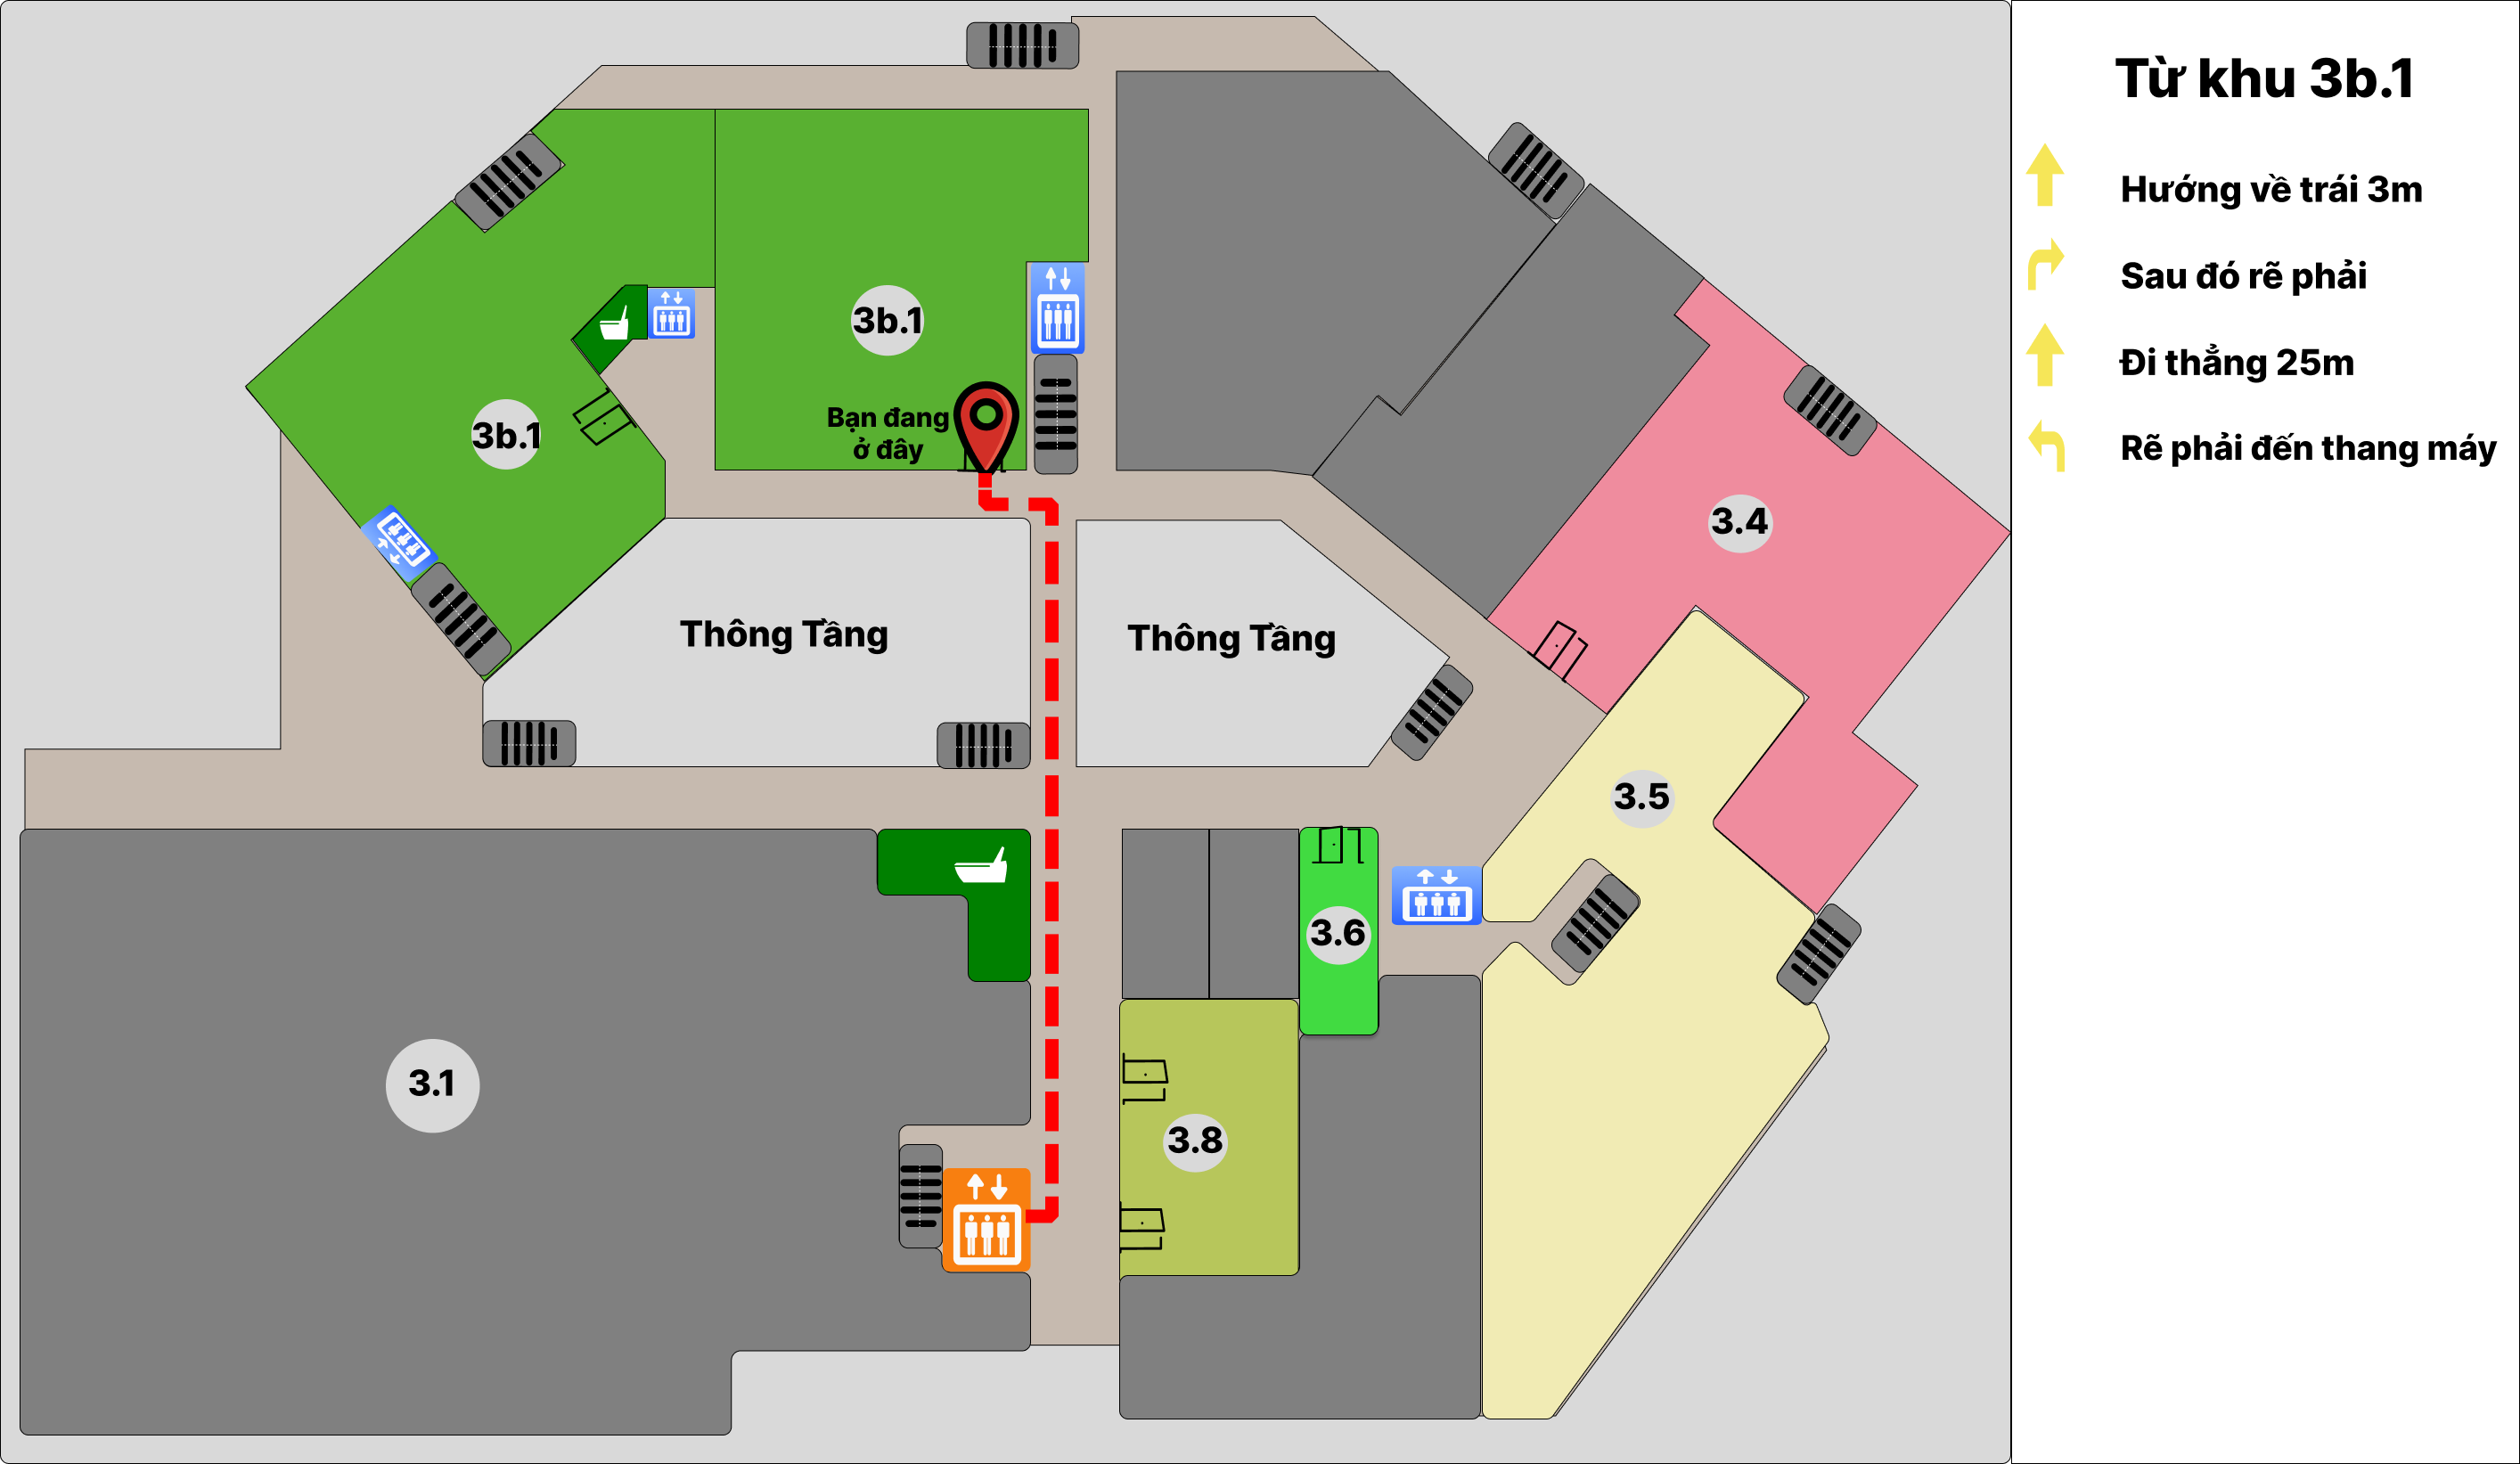 Từ khu 3b.1
Hướng về trái 3m
Sau đó rẽ phải
Đi thẳng 25m
Rẽ phải đến thang máy
3b.1
3b.1
Bạn đang
ở đây
3.4
Thông Tầng
Thông Tầng
3.5
3.6
3.1
3.8